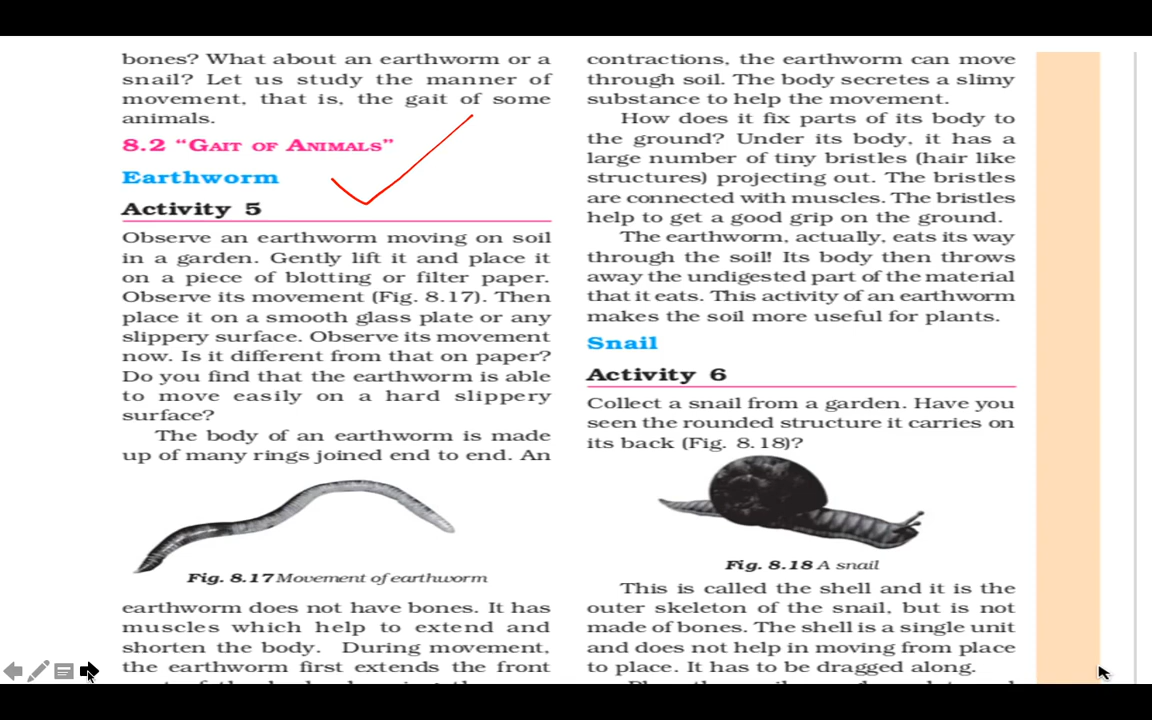 bones? What about an earthworm or a
snail? Let us study the manner of
movement, that is, the gait of some
animals.
8.2 “GAIT OF ANIMALS”
Earthworm
Activity 5
Observe an earthworm moving on soil
in a garden. Gently lift it and place it
on a piece of blotting or filter paper.
Observe its movement (Fig. 8.17). Then
place it on a smooth glass plate or any
slippery surface. Observe its movement
now. Is it different from that on paper?
Do you find that the earthworm is able
to move easily on a hard slippery
surface?
The body of an earthworm is made
up of many rings joined end to end. An
Fig. 8.17 Movement of earthworm
earthworm does not have bones. It has
muscles which help to extend and
shorten the body. During movement,
the earthworm first extends the front
contractions, the earthworm can move
through soil. The body secretes a slimy
substance to help the movement.
How does it fix parts of its body to
the ground? Under its body, it has a
large number of tiny bristles (hair like
structures) projecting out. The bristles
are connected with muscles. The bristles
help to get a good grip on the ground.
The earthworm, actually, eats its way
through the soil! Its body then throws
away the undigested part of the material
that it eats. This activity of an earthworm
makes the soil more useful for plants.
Snail
Activity 6
Collect a snail from a garden. Have you
seen the rounded structure it carries on
its back (Fig. 8.18)?
Fig. 8.18 A snail
This is called the shell and it is the
outer skeleton of the snail, but is not
made of bones. The shell is a single unit
and does not help in moving from place
to place. It has to be dragged along.